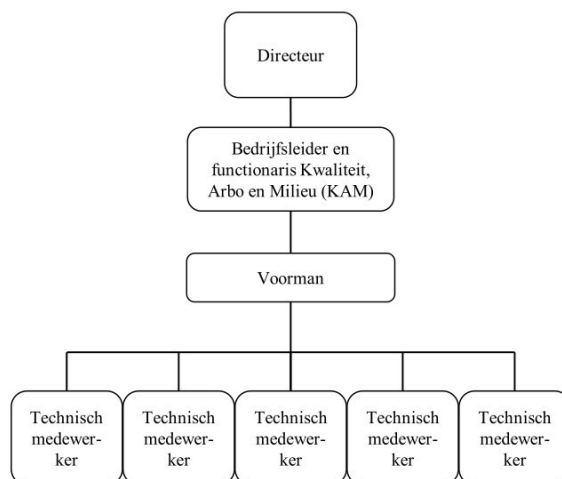 Directeur
Bedrijfsleider en
functionaris Kwaliteit,
Arbo en Milieu (KAM)
Voorman
Technisch
medewer-
ker
Technisch
medewer-
ker
Technisch
medewer-
ker
Technisch
medewer-
ker
Technisch
medewer-
ker